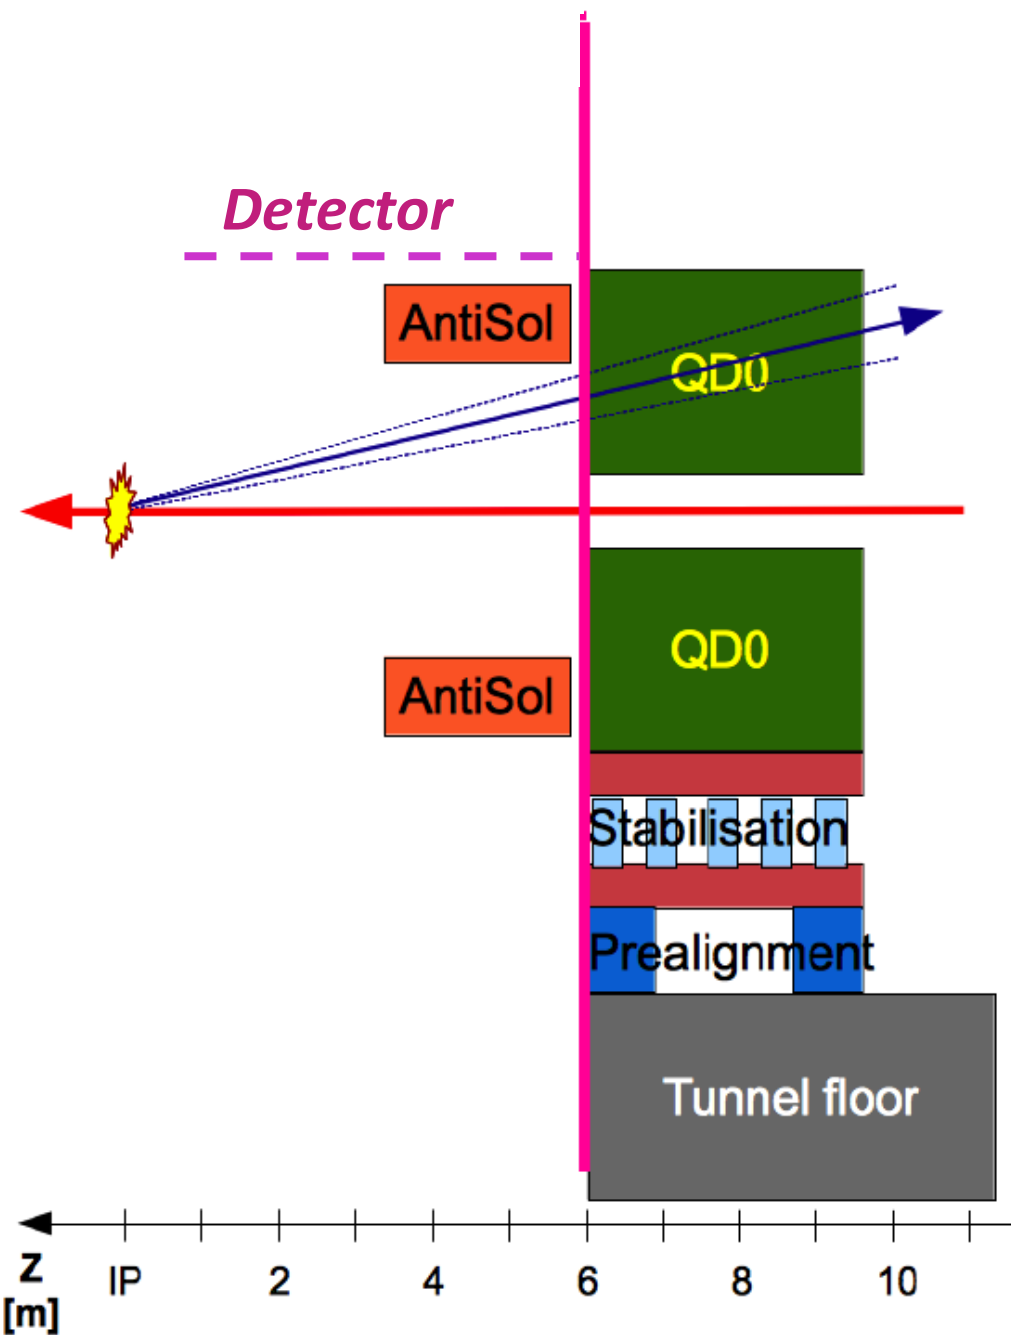 Detector
AntiSol
QD0
QD0
AntiSol
Stabilisation
Prealignment
Tunnel floor
Z
[m]
IP 2 4 6 8 10